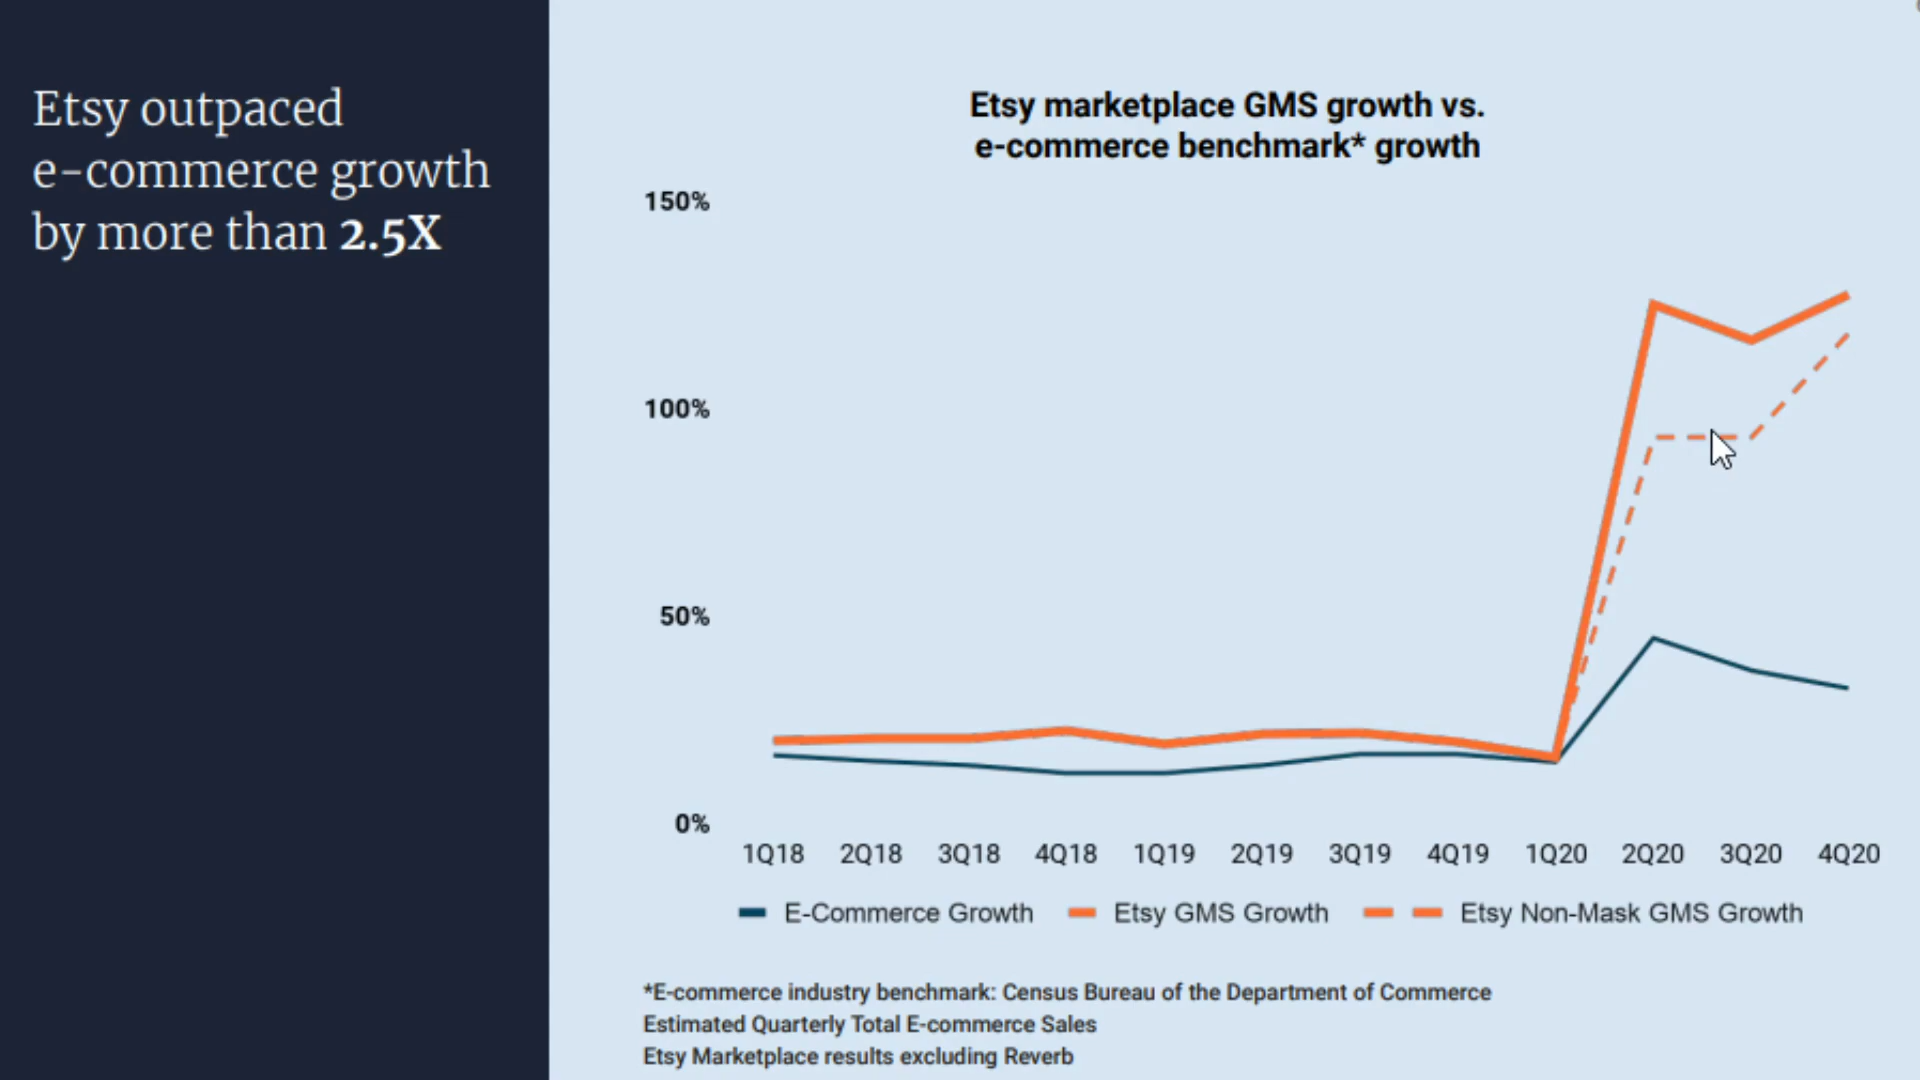 Etsy outpaced
e-commerce growth
by more than 2.5X
Etsy marketplace GMS growth vs.
e-commerce benchmark* growth
150%
100%
50%
0%
1Q18 2Q18 3Q18 4Q18 1Q19 2Q19 3Q19 4Q19 1Q20 2Q20 3Q20 4Q20
E-Commerce Growth Etsy GMS Growth Etsy Non-Mask GMS Growth
*E-commerce industry benchmark: Census Bureau of the Department of Commerce
Estimated Quarterly Total E-commerce Sales
Etsy Marketplace results excluding Reverb